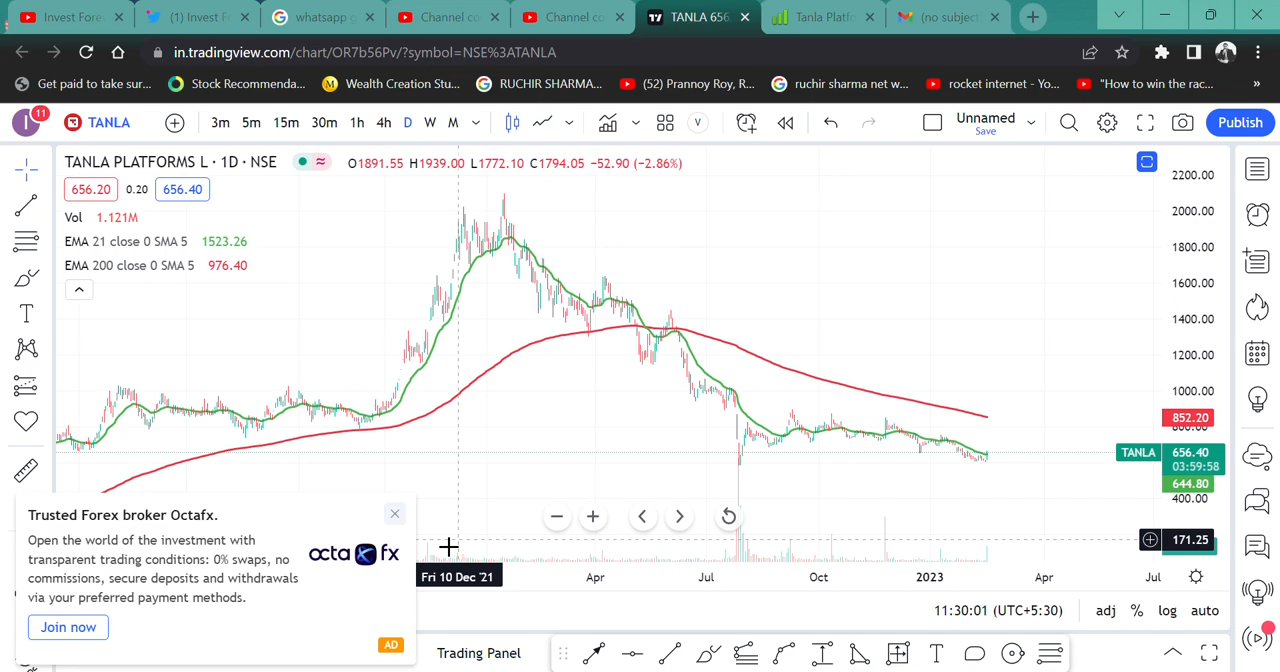 Invest Fores
(1) Invest Fo
whatsapp g
Channel co
Channel co
TANLA 656.
Tanla Platfo
(no subject
in.tradingview.com/chart/OR7b56Pv/?symbol=NSE%3ATANLA
Get paid to take sur...
Stock Recommenda...
Wealth Creation Stu...
RUCHIR SHARMA...
(52) Prannoy Roy, R...
ruchir sharma net w...
rocket internet - Yo...
"How to win the rac...
»
I
11
TANLA
3m 5m 15m 30m 1h 4h D W M
V
Unnamed
Save
Publish
TANLA PLATFORMS L · 1D · NSE
O1891.55 H1939.00 L1772.10 C1794.05 -52.90 (-2.86%)
656.20 0.20 656.40
Vol 1.121M
EMA 21 close 0 SMA 5 1523.26
EMA 200 close 0 SMA 5 976.40
2200.00
2000.00
1800.00
1600.00
1400.00
1200.00
1000.00
852.20
800.00
TANLA 656.40
03:59:58
644.80
400.00
171.25
Trusted Forex broker Octafx.
Open the world of the investment with
transparent trading conditions: 0% swaps, no
commissions, secure deposits and withdrawals
via your preferred payment methods.
octa fx
Join now
AD
Fri 10 Dec '21
Apr
Jul
Oct
2023
Apr
Jul
11:30:01 (UTC+5:30)
adj % log auto
Trading Panel